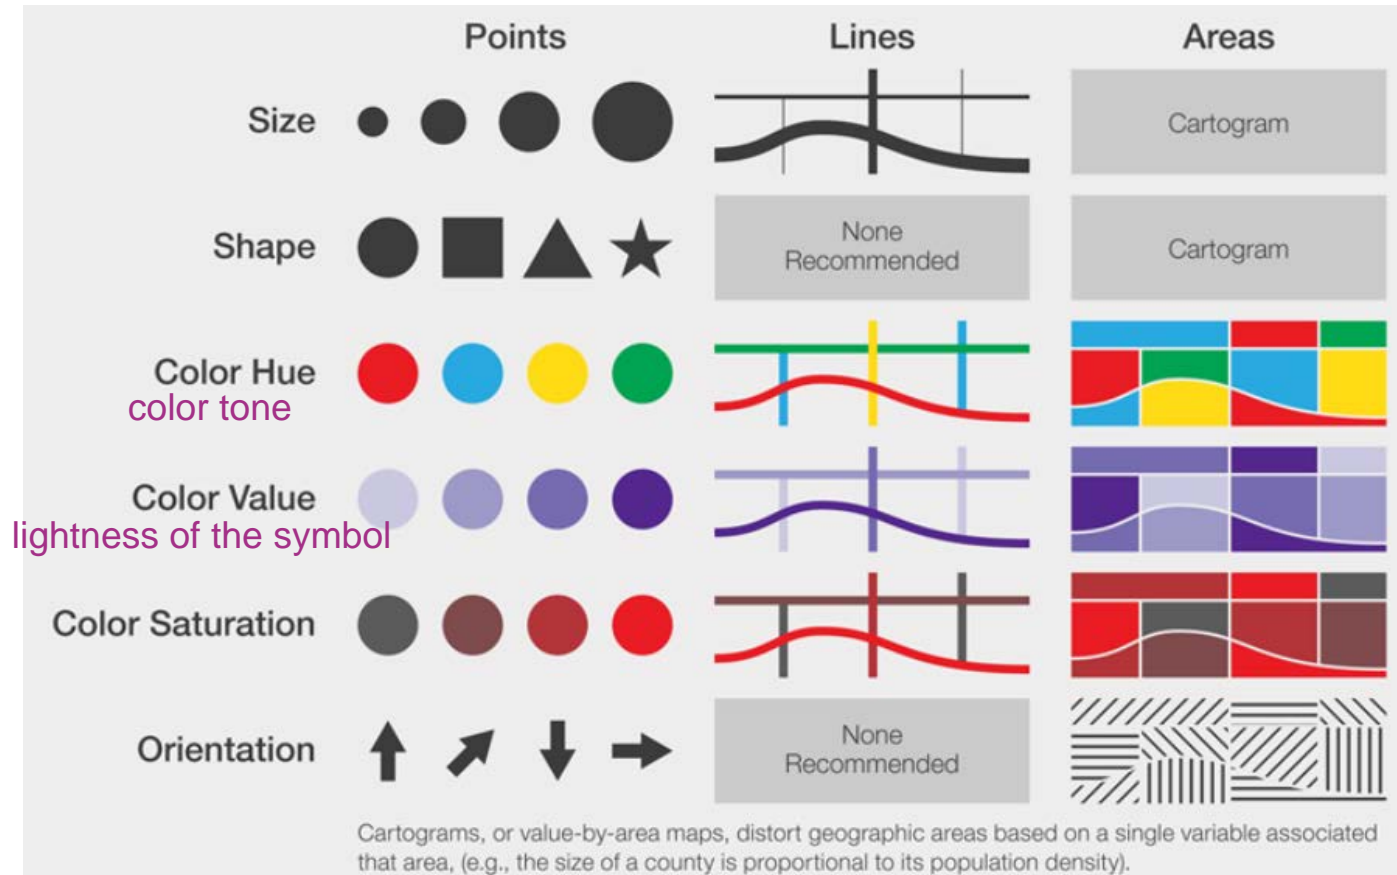 Points Lines Areas
Size
Cartogram
Shape
None
Recommended
Cartogram
Color Hue
color tone
Color Value
lightness of the symbol
Color Saturation
Orientation
None
Recommended
Cartograms, or value-by-area maps, distort geographic areas based on a single variable associated
that area, (e.g., the size of a county is proportional to its population density).